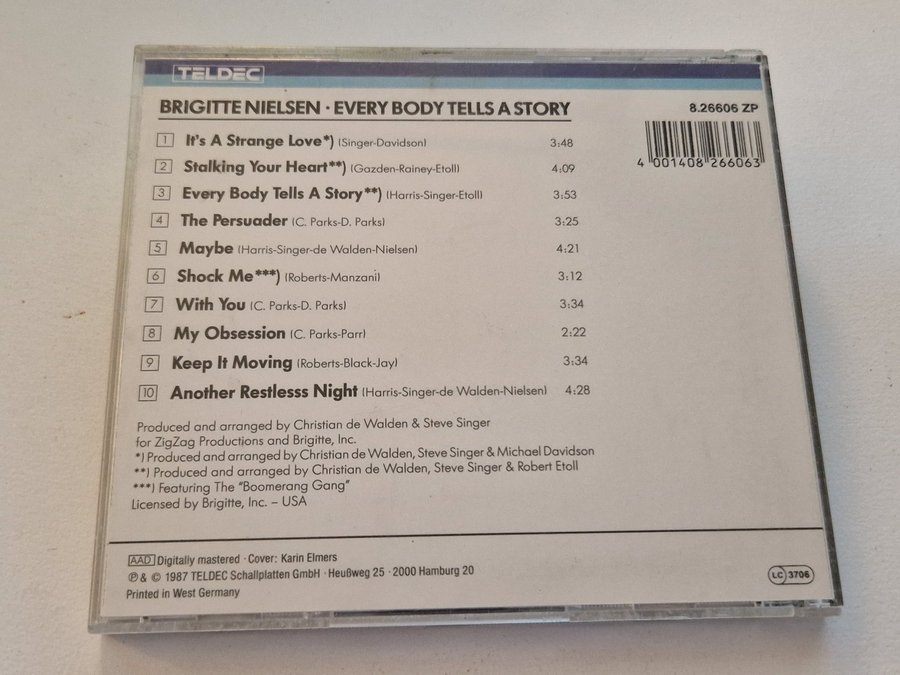 TELDEC
BRIGITTE NIELSEN · EVERY BODY TELLS A STORY
8.26606 ZP
1 It's A Strange Love*) (Singer-Davidson) 3:48
4 001408 266063
2 Stalking Your Heart**) (Gazden-Rainey-Etoll) 4:09
3 Every Body Tells A Story**) (Harris-Singer-Etoll) 3:53
4 The Persuader (C. Parks-D. Parks) 3:25
5 Maybe (Harris-Singer-de Walden-Nielsen) 4:21
6 Shock Me***) (Roberts-Manzani) 3:12
7 With You (C. Parks-D. Parks) 3:34
8 My Obsession (C. Parks-Parr) 2:22
9 Keep It Moving (Roberts-Black-Jay) 3:34
10 Another Restlesss Night (Harris-Singer-de Walden-Nielsen) 4:28
Produced and arranged by Christian de Walden & Steve Singer
for ZigZag Productions and Brigitte, Inc.
*) Produced and arranged by Christian de Walden, Steve Singer & Michael Davidson
**) Produced and arranged by Christian de Walden, Steve Singer & Robert Etoll
***) Featuring The "Boomerang Gang"
Licensed by Brigitte, Inc. – USA
AAD Digitally mastered · Cover: Karin Elmers
℗ & © 1987 TELDEC Schallplatten GmbH · Heußweg 25 · 2000 Hamburg 20
LC 3706
Printed in West Germany